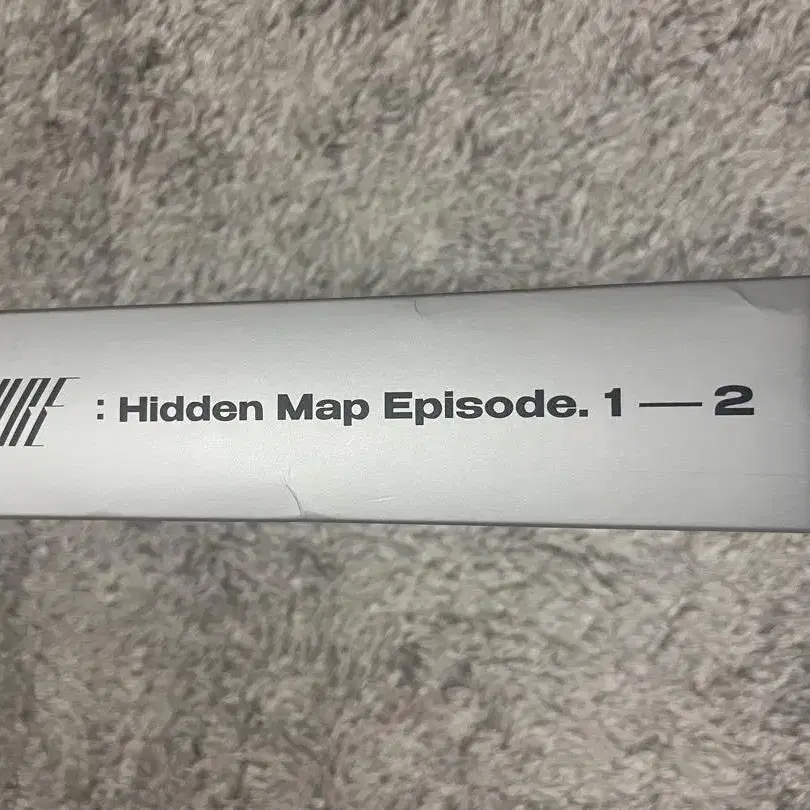 : Hidden Map Episode. 1 — 2